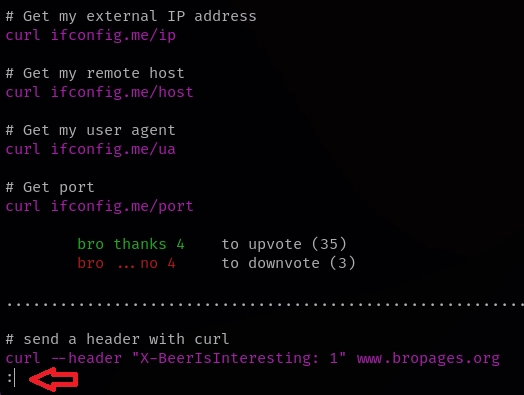 # Get my external IP address
curl ifconfig.me/ip
# Get my remote host
curl ifconfig.me/host
# Get my user agent
curl ifconfig.me/ua
# Get port
curl ifconfig.me/port
bro thanks 4 to upvote (35)
bro ...no 4 to downvote (3)
..........................................................
# send a header with curl
curl --header "X-BeerIsInteresting: 1" www.bropages.org
: